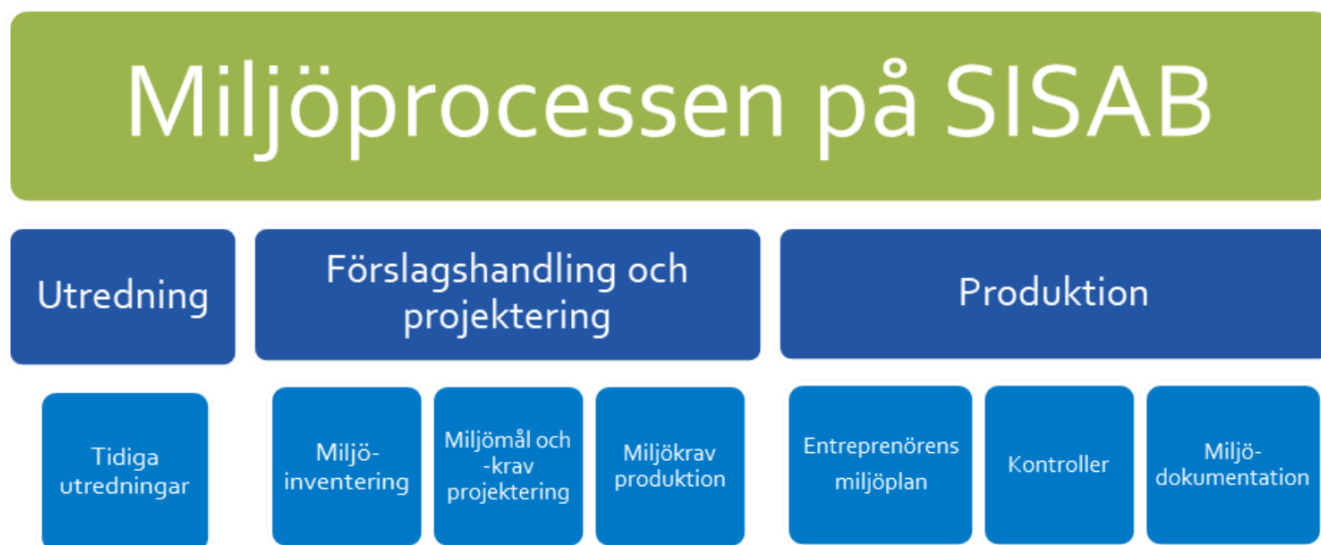 Miljöprocessen på SISAB
Utredning
Förslagshandling och
projektering
Produktion
Tidiga
utredningar
Miljö-
inventering
Miljömål och
-krav
projektering
Miljökrav
produktion
Entreprenörens
miljöplan
Kontroller
Miljö-
dokumentation